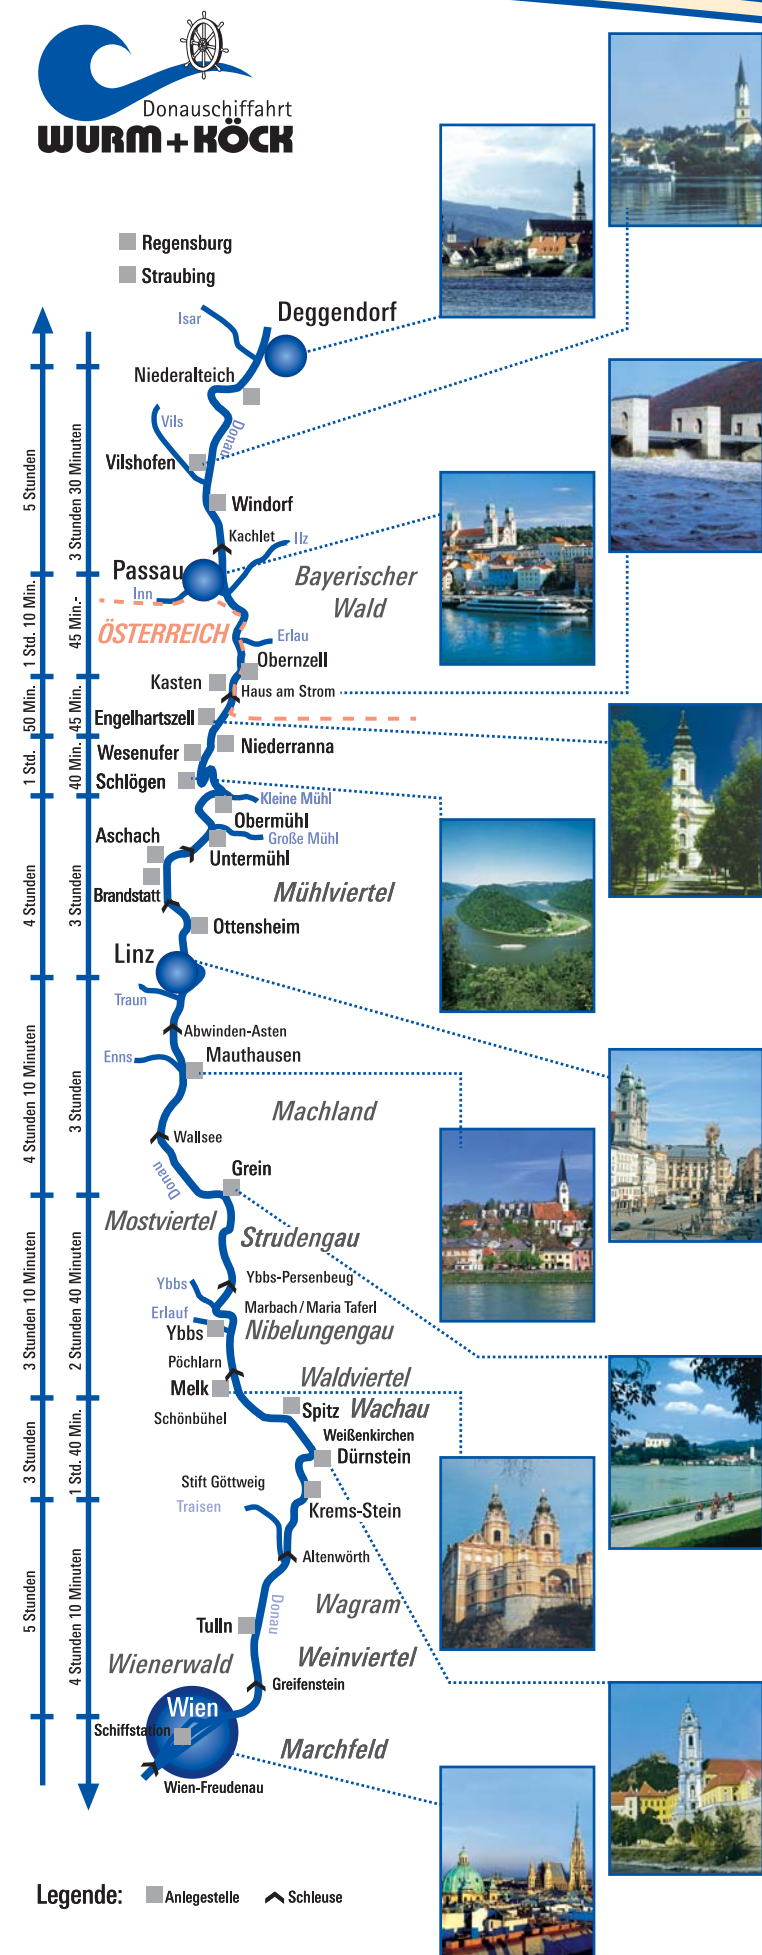 Donauschiffahrt
WURM+KÖCK
Regensburg
Straubing
Isar
Deggendorf
Niederalteich
Vils
Donau
Vilshofen
5 Stunden
3 Stunden 30 Minuten
Windorf
Kachlet
Ilz
Passau
Bayerischer
Wald
Inn
1 Std. 10 Min.
45 Min.-
ÖSTERREICH
Erlau
Obernzell
Kasten
Haus am Strom
50 Min.
45 Min.
Engelhartszell
Niederranna
Wesenufer
1 Std.
40 Min.
Schlögen
Kleine Mühl
Obermühl
Große Mühl
Aschach
Untermühl
Brandstatt
Mühlviertel
4 Stunden
3 Stunden
Ottensheim
Linz
Traun
Abwinden-Asten
Enns
Mauthausen
4 Stunden 10 Minuten
3 Stunden
Machland
Wallsee
Donau
Grein
Mostviertel
Strudengau
Ybbs
Ybbs-Persenbeug
3 Stunden 10 Minuten
2 Stunden 40 Minuten
Erlauf
Marbach/Maria Taferl
Ybbs
Nibelungengau
Pöchlarn
Waldviertel
Melk
Spitz
Wachau
Schönbühel
Weißenkirchen
Dürnstein
3 Stunden
1 Std. 40 Min.
Stift Göttweig
Krems-Stein
Traisen
Altenwörth
5 Stunden
4 Stunden 10 Minuten
Wagram
Donau
Tulln
Weinviertel
Wienerwald
Greifenstein
Wien
Schiffstation
Marchfeld
Wien-Freudenau
Legende:
Anlegestelle
Schleuse